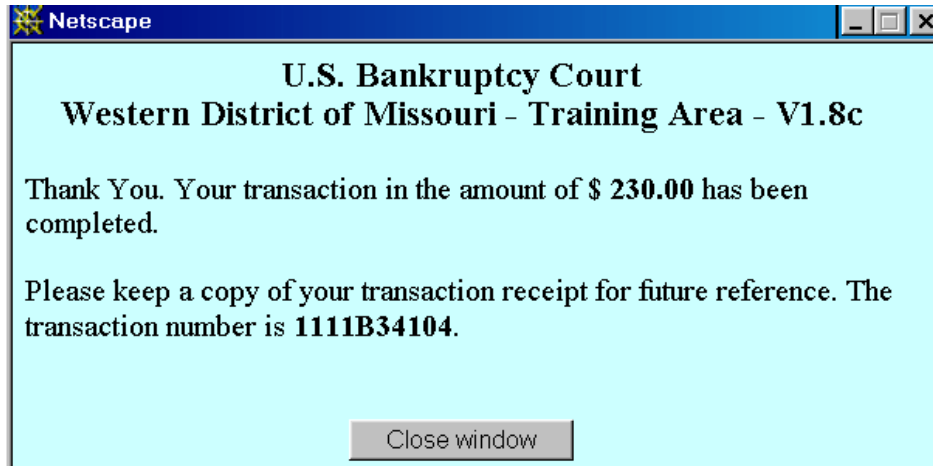 Netscape
U.S. Bankruptcy Court
Western District of Missouri - Training Area - V1.8c
Thank You. Your transaction in the amount of $ 230.00 has been
completed.
Please keep a copy of your transaction receipt for future reference. The
transaction number is 1111B34104.
Close window